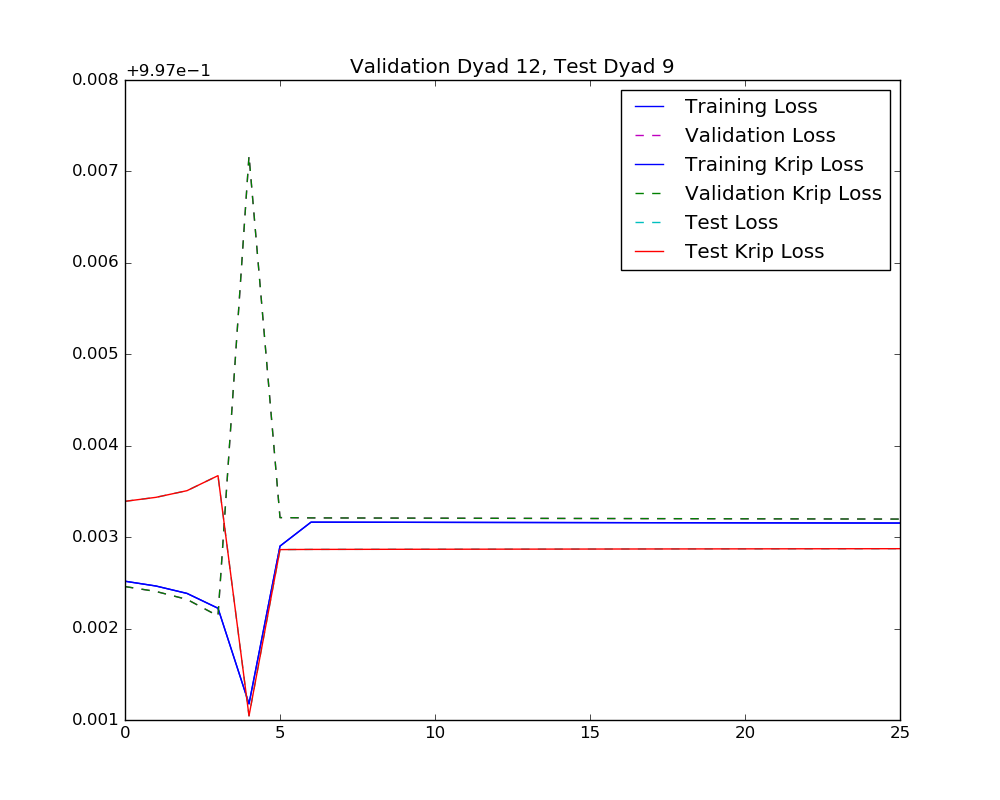 +9.97e−1
Validation Dyad 12, Test Dyad 9
0.008
0.007
0.006
0.005
0.004
0.003
0.002
0.001
Training Loss
Validation Loss
Training Krip Loss
Validation Krip Loss
Test Loss
Test Krip Loss
0 5 10 15 20 25